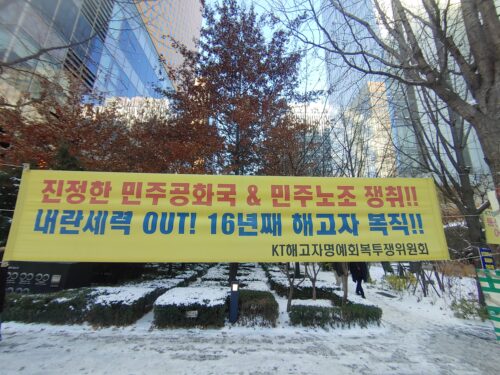 진정한 민주공화국 & 민주노조 쟁취!!
내란세력 OUT! 16년째 해고자 복직!!
KT해고자명예회복투쟁위원회